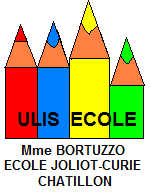 ULIS ECOLE
Mme BORTUZZO
ECOLE JOLIOT-CURIE
CHATILLON